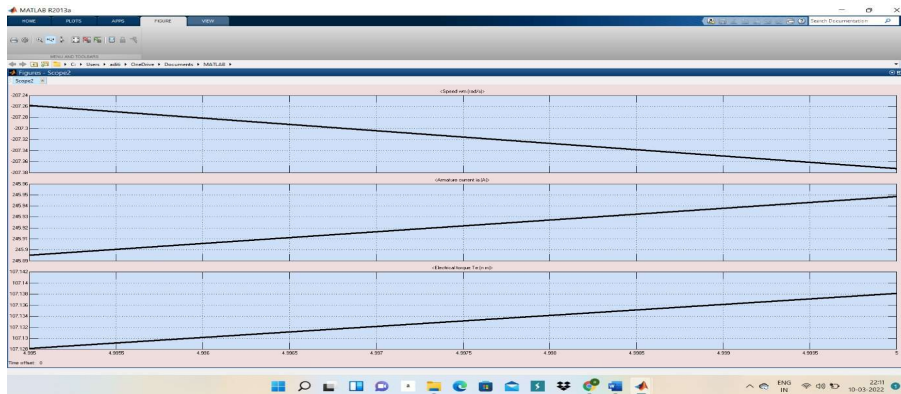 MATLAB R2013a
HOME PLOTS APPS FIGURE VIEW
Search Documentation
MENU AND TOOLBARS
C: Users aditi OneDrive Documents MATLAB
Figures - Scope2
Scope2
<Speed wm (rad/s)>
-207.24
-207.26
-207.28
-207.3
-207.32
-207.34
-207.36
-207.38
<Armature current ia (A)>
245.96
245.95
245.94
245.93
245.92
245.91
245.9
245.89
<Electrical torque Te (n m)>
107.142
107.14
107.138
107.136
107.134
107.132
107.13
107.128
4.995 4.9955 4.996 4.9965 4.997 4.9975 4.998 4.9985 4.999 4.9995 5
Time offset: 0
ENG
IN
22:11
10-03-2022